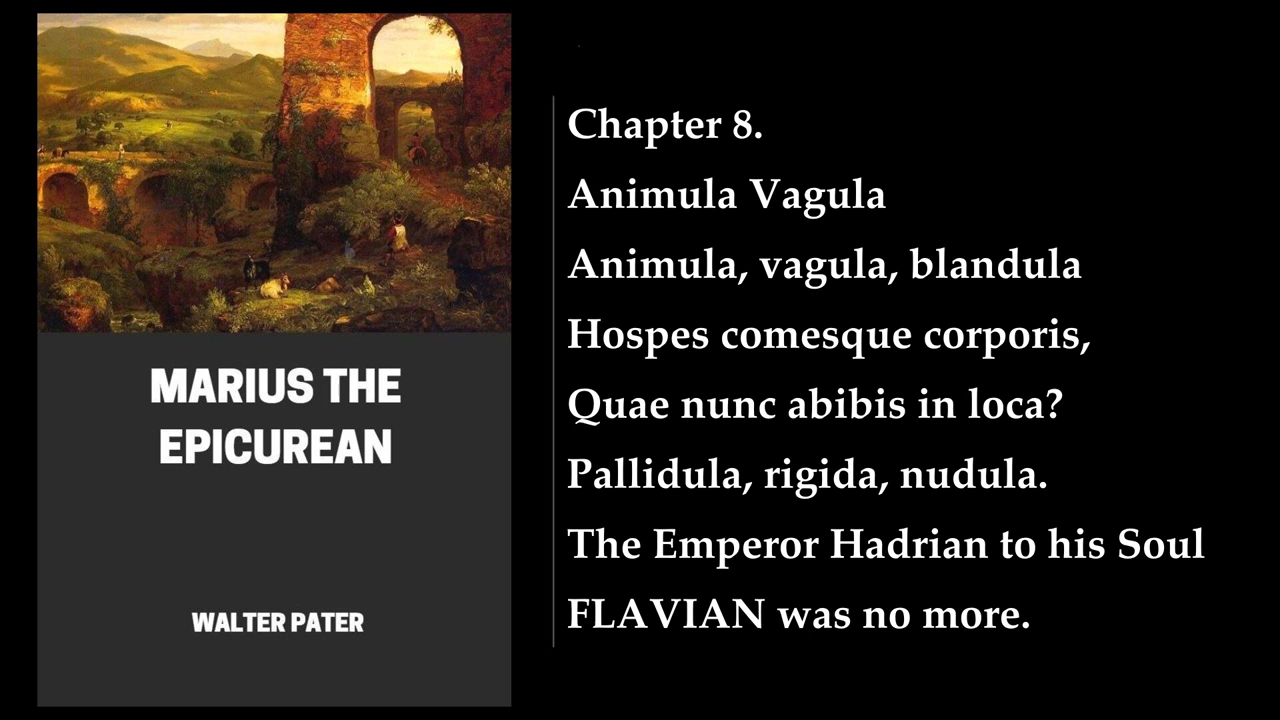 MARIUS THE
EPICUREAN
WALTER PATER
Chapter 8.
Animula Vagula
Animula, vagula, blandula
Hospes comesque corporis,
Quae nunc abibis in loca?
Pallidula, rigida, nudula.
The Emperor Hadrian to his Soul
FLAVIAN was no more.